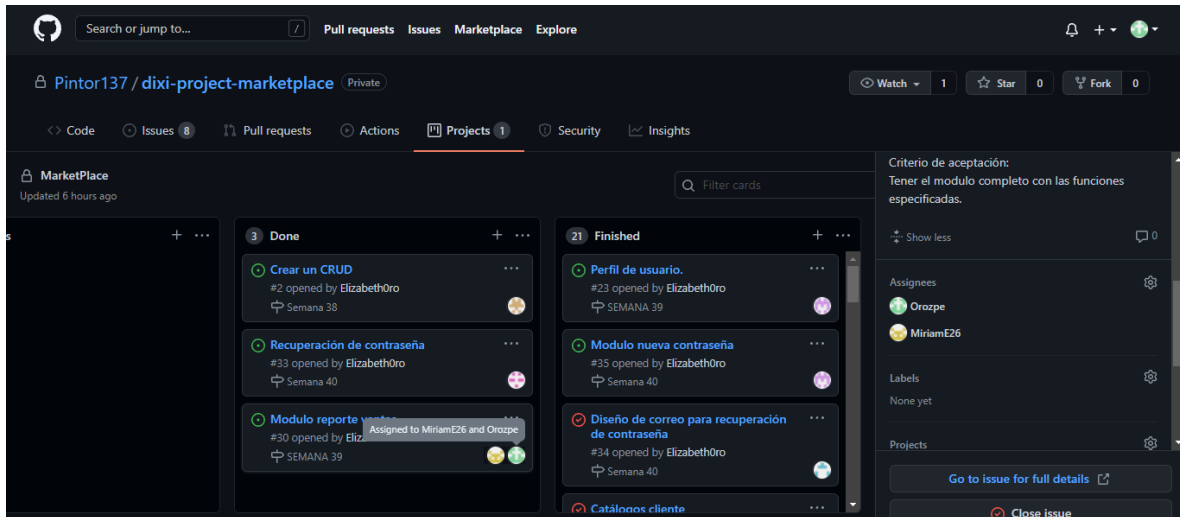 Search or jump to...
/
Pull requests
Issues
Marketplace
Explore
Pintor137 / dixi-project-marketplace
Private
Watch
1
Star
0
Fork
0
Code
Issues 8
Pull requests
Actions
Projects 1
Security
Insights
MarketPlace
Updated 6 hours ago
Filter cards
s
3 Done
Crear un CRUD
#2 opened by Elizabeth0ro
Semana 38
Recuperación de contraseña
#33 opened by Elizabeth0ro
Semana 40
Modulo reporte
#30 opened by Eliz
Assigned to MiriamE26 and Orozpe
SEMANA 39
21 Finished
Perfil de usuario.
#23 opened by Elizabeth0ro
SEMANA 39
Modulo nueva contraseña
#35 opened by Elizabeth0ro
Semana 40
Diseño de correo para recuperación
de contraseña
#34 opened by Elizabeth0ro
Semana 40
Catálogos cliente
Criterio de aceptación:
Tener el modulo completo con las funciones
especificadas.
Show less
0
Assignees
Orozpe
MiriamE26
Labels
None yet
Projects
Go to issue for full details
Close issue